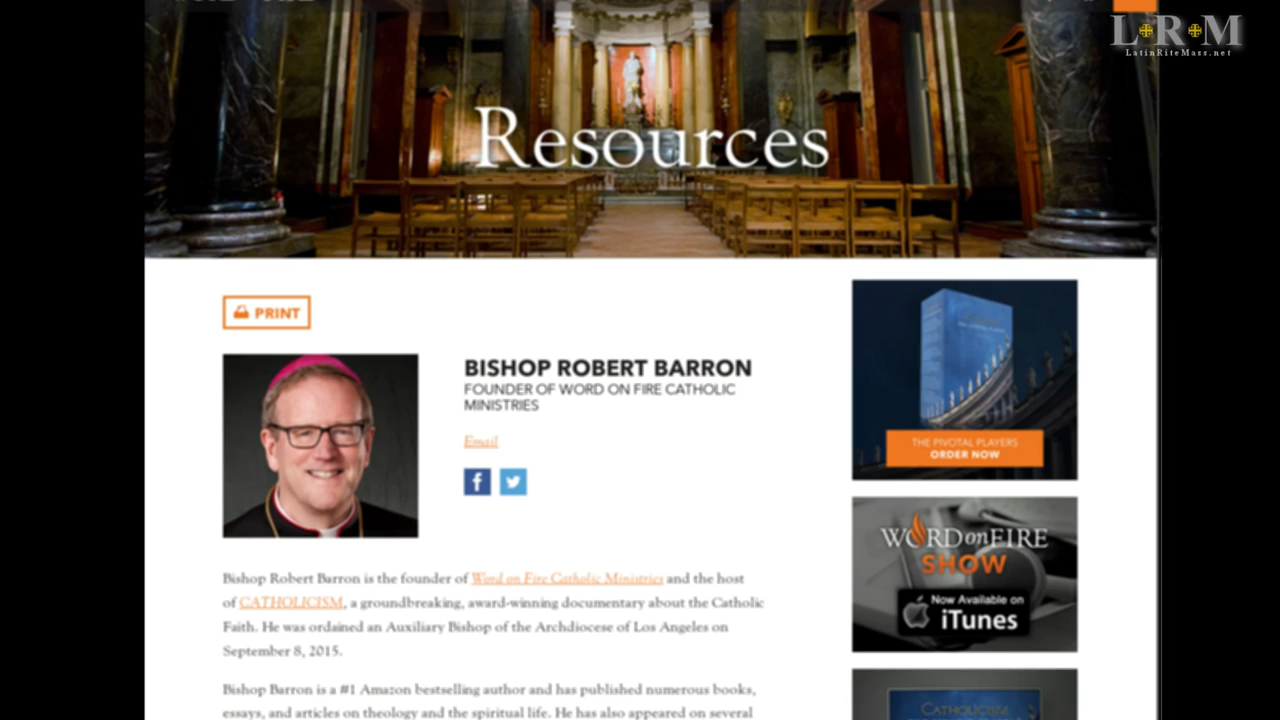 L R M
LatinRiteMass.net
Resources
PRINT
BISHOP ROBERT BARRON
FOUNDER OF WORD ON FIRE CATHOLIC
MINISTRIES
Email
Bishop Robert Barron is the founder of Word on Fire Catholic Ministries and the host
of CATHOLICISM, a groundbreaking, award-winning documentary about the Catholic
Faith. He was ordained an Auxiliary Bishop of the Archdiocese of Los Angeles on
September 8, 2015.
Bishop Barron is a #1 Amazon bestselling author and has published numerous books,
essays, and articles on theology and the spiritual life. He has also appeared on several
THE PIVOTAL PLAYERS
ORDER NOW
WORD on FIRE
SHOW
Now Available on
iTunes
CATHOLICISM